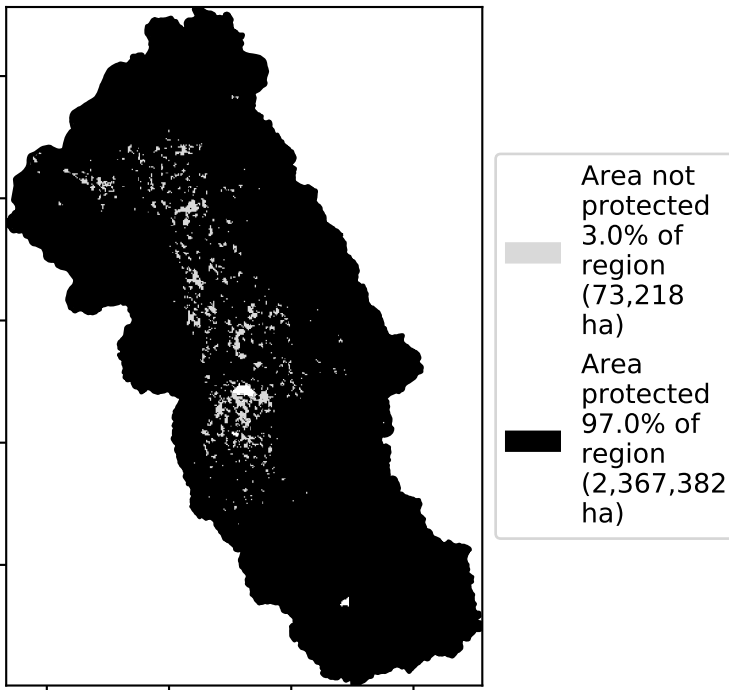 Area not
protected
3.0% of
region
(73,218
ha)
Area
protected
97.0% of
region
(2,367,382
ha)